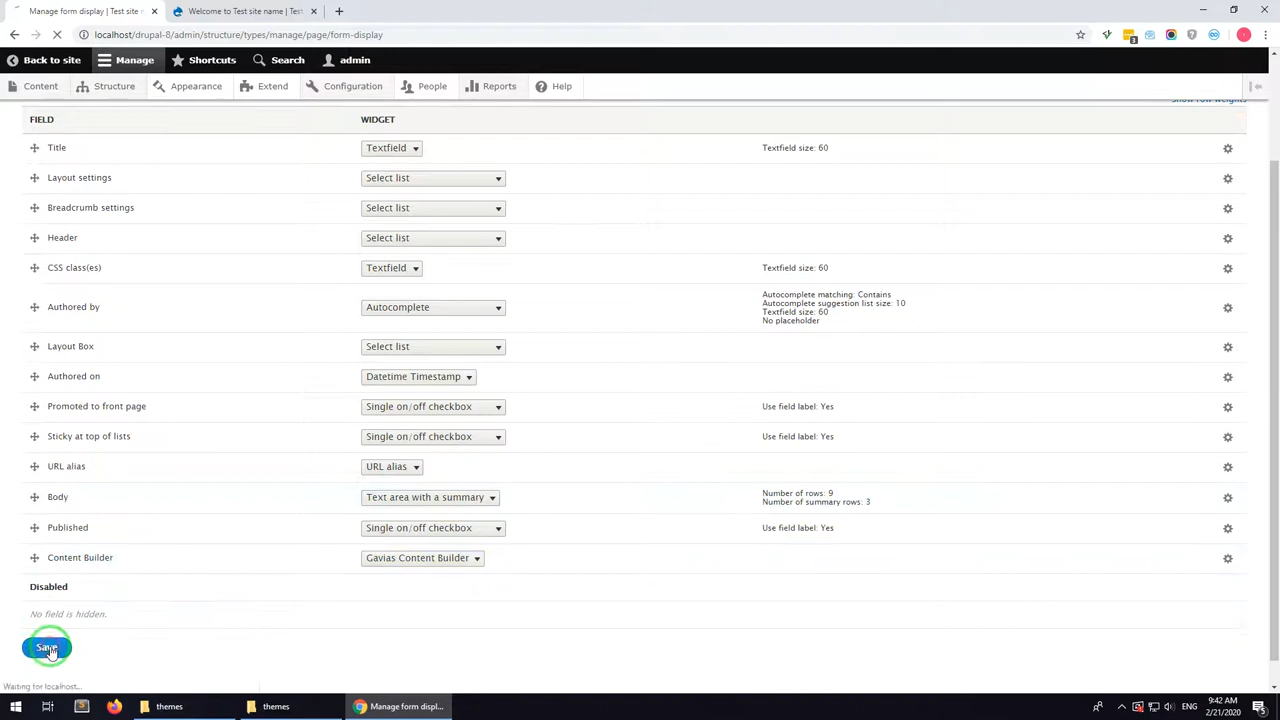 Manage form display | Test site n
Welcome to Test site name | Test
localhost/drupal-8/admin/structure/types/manage/page/form-display
3
Back to site
Manage
Shortcuts
Search
admin
Content
Structure
Appearance
Extend
Configuration
People
Reports
Help
Show row weights
FIELD
WIDGET
Title
Textfield
Textfield size: 60
Layout settings
Select list
Breadcrumb settings
Select list
Header
Select list
CSS class(es)
Textfield
Textfield size: 60
Authored by
Autocomplete
Autocomplete matching: Contains
Autocomplete suggestion list size: 10
Textfield size: 60
No placeholder
Layout Box
Select list
Authored on
Datetime Timestamp
Promoted to front page
Single on/off checkbox
Use field label: Yes
Sticky at top of lists
Single on/off checkbox
Use field label: Yes
URL alias
URL alias
Body
Text area with a summary
Number of rows: 9
Number of summary rows: 3
Published
Single on/off checkbox
Use field label: Yes
Content Builder
Gavias Content Builder
Disabled
No field is hidden.
Save
Waiting for localhost...
themes
themes
Manage form displ...
ENG
9:42 AM
2/21/2020
5